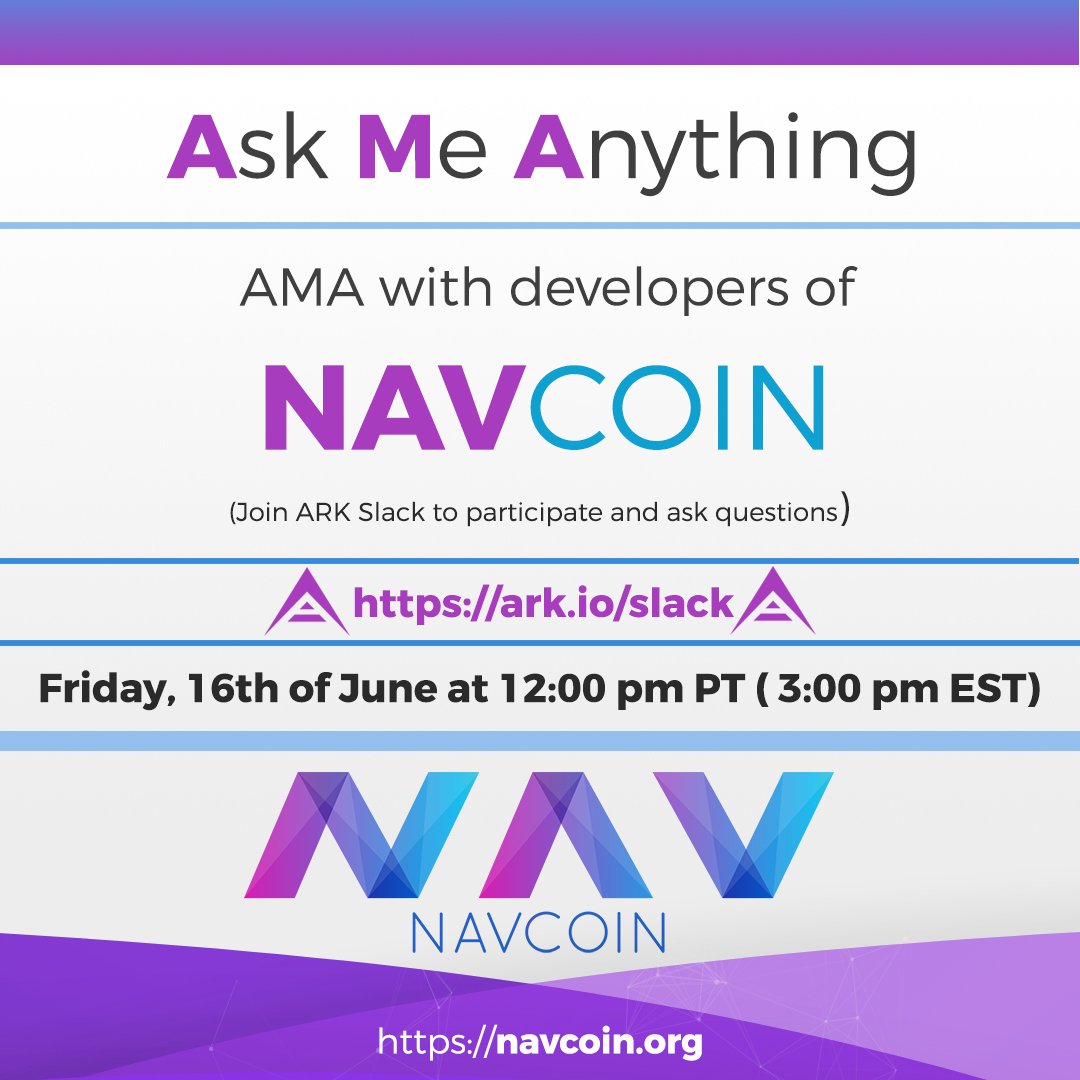 Ask Me Anything
AMA with developers of
NAVCOIN
(Join ARK Slack to participate and ask questions)
https://ark.io/slack
Friday, 16th of June at 12:00 pm PT ( 3:00 pm EST)
NAV
NAVCOIN
https://navcoin.org